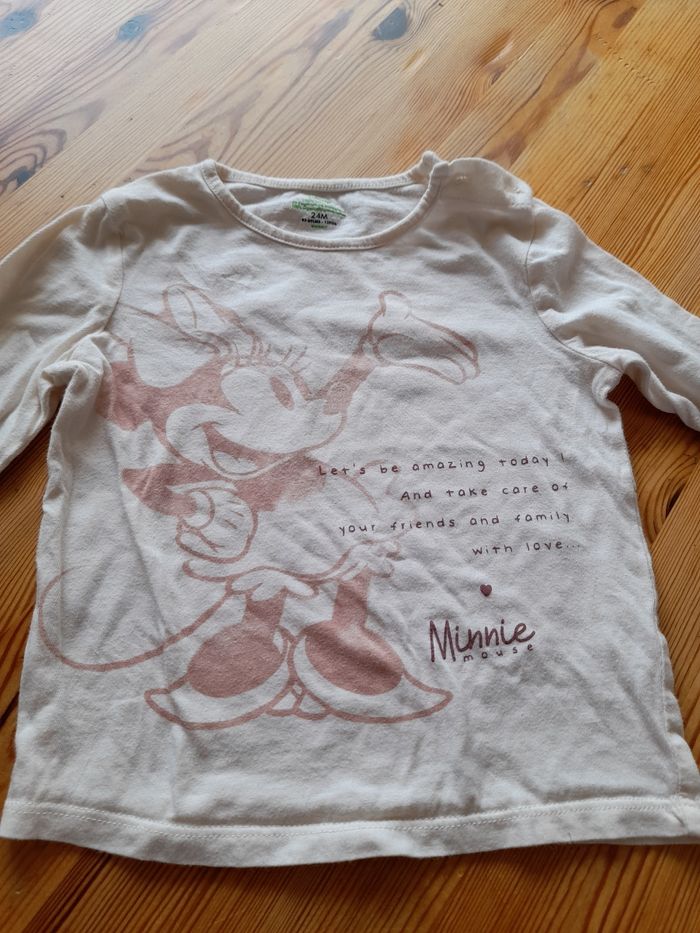 24M
Let's be amazing today !
And take care of
your friends and family
with love...
Minnie
mouse